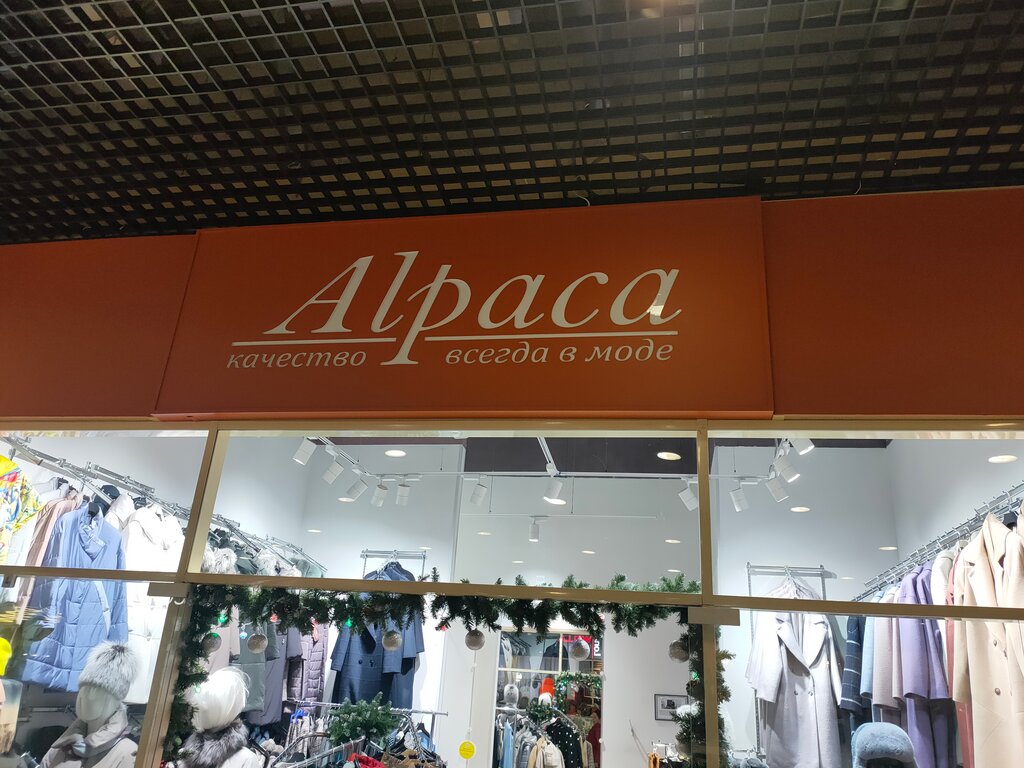 Alpaca
качество всегда в моде